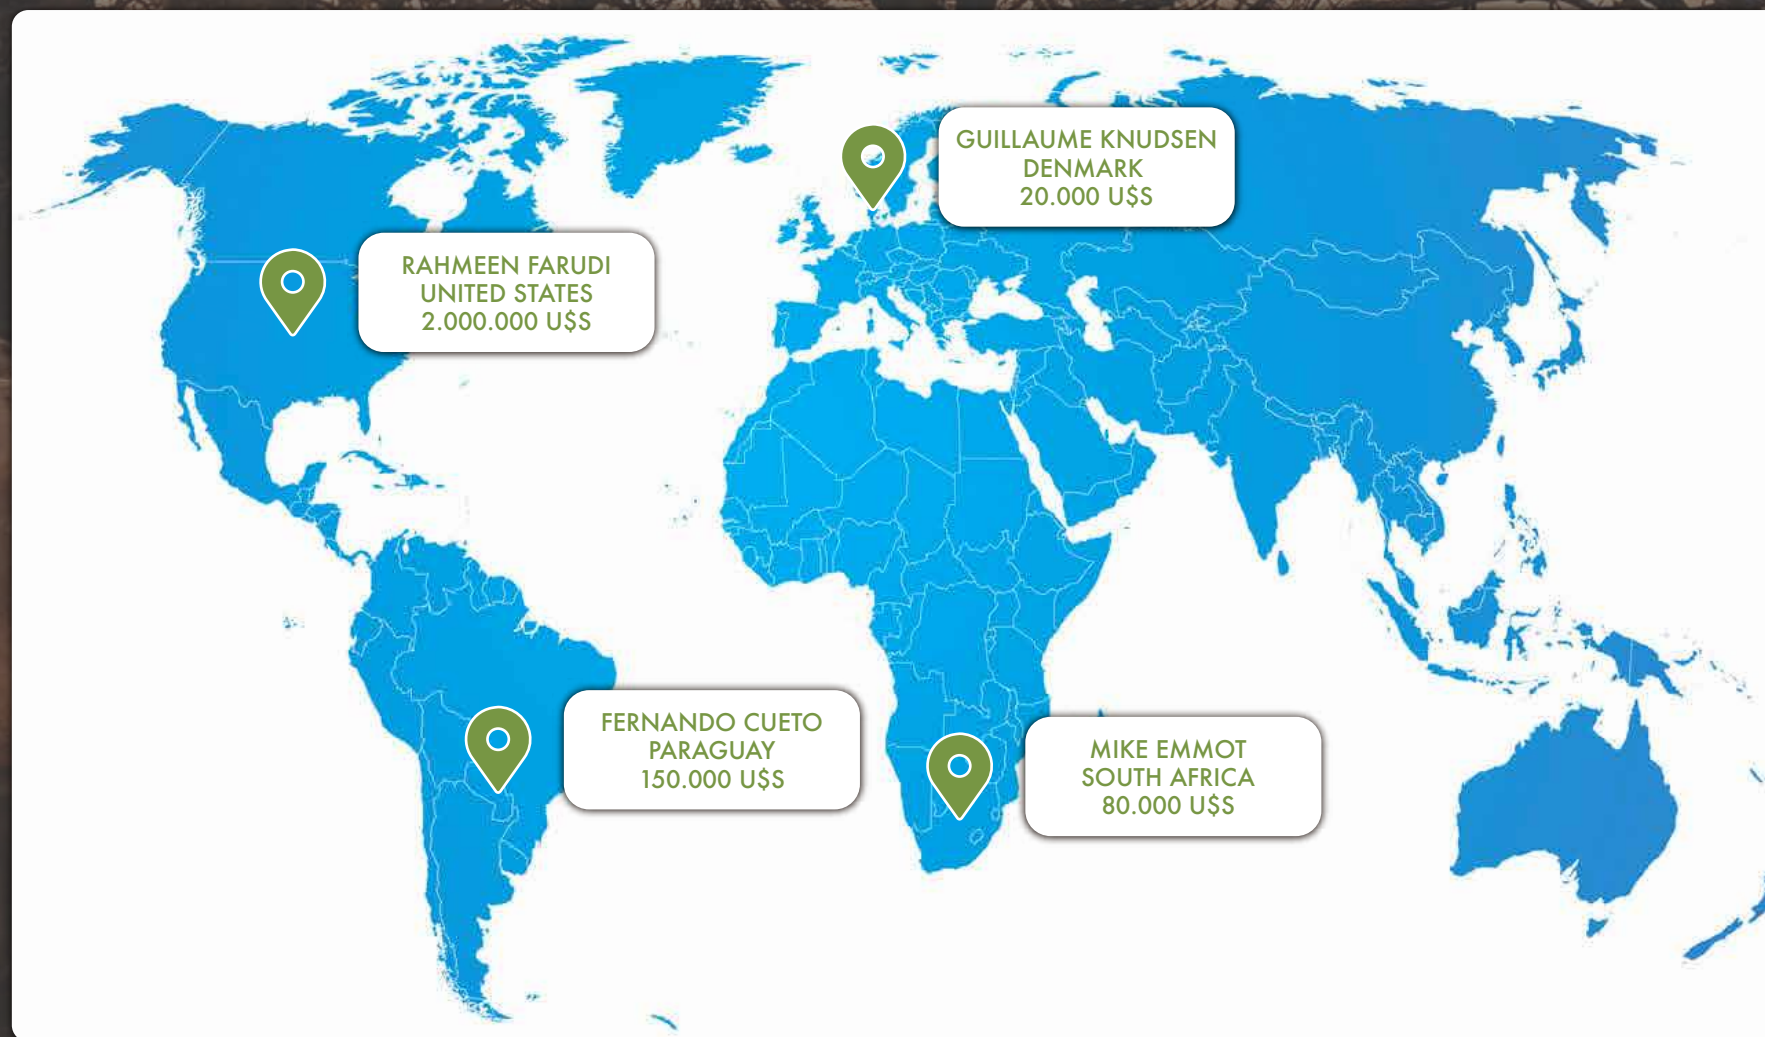 GUILLAUME KNUDSEN
DENMARK
20.000 U$S
RAHMEEN FARUDI
UNITED STATES
2.000.000 U$S
FERNANDO CUETO
PARAGUAY
150.000 U$S
MIKE EMMOT
SOUTH AFRICA
80.000 U$S